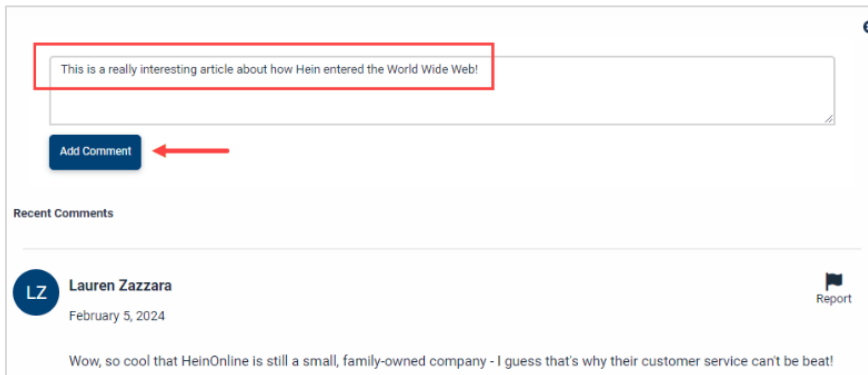 This is a really interesting article about how Hein entered the World Wide Web!
Add Comment
Recent Comments
LZ
Lauren Zazzara
Report
February 5, 2024
Wow, so cool that HeinOnline is still a small, family-owned company - I guess that's why their customer service can't be beat!